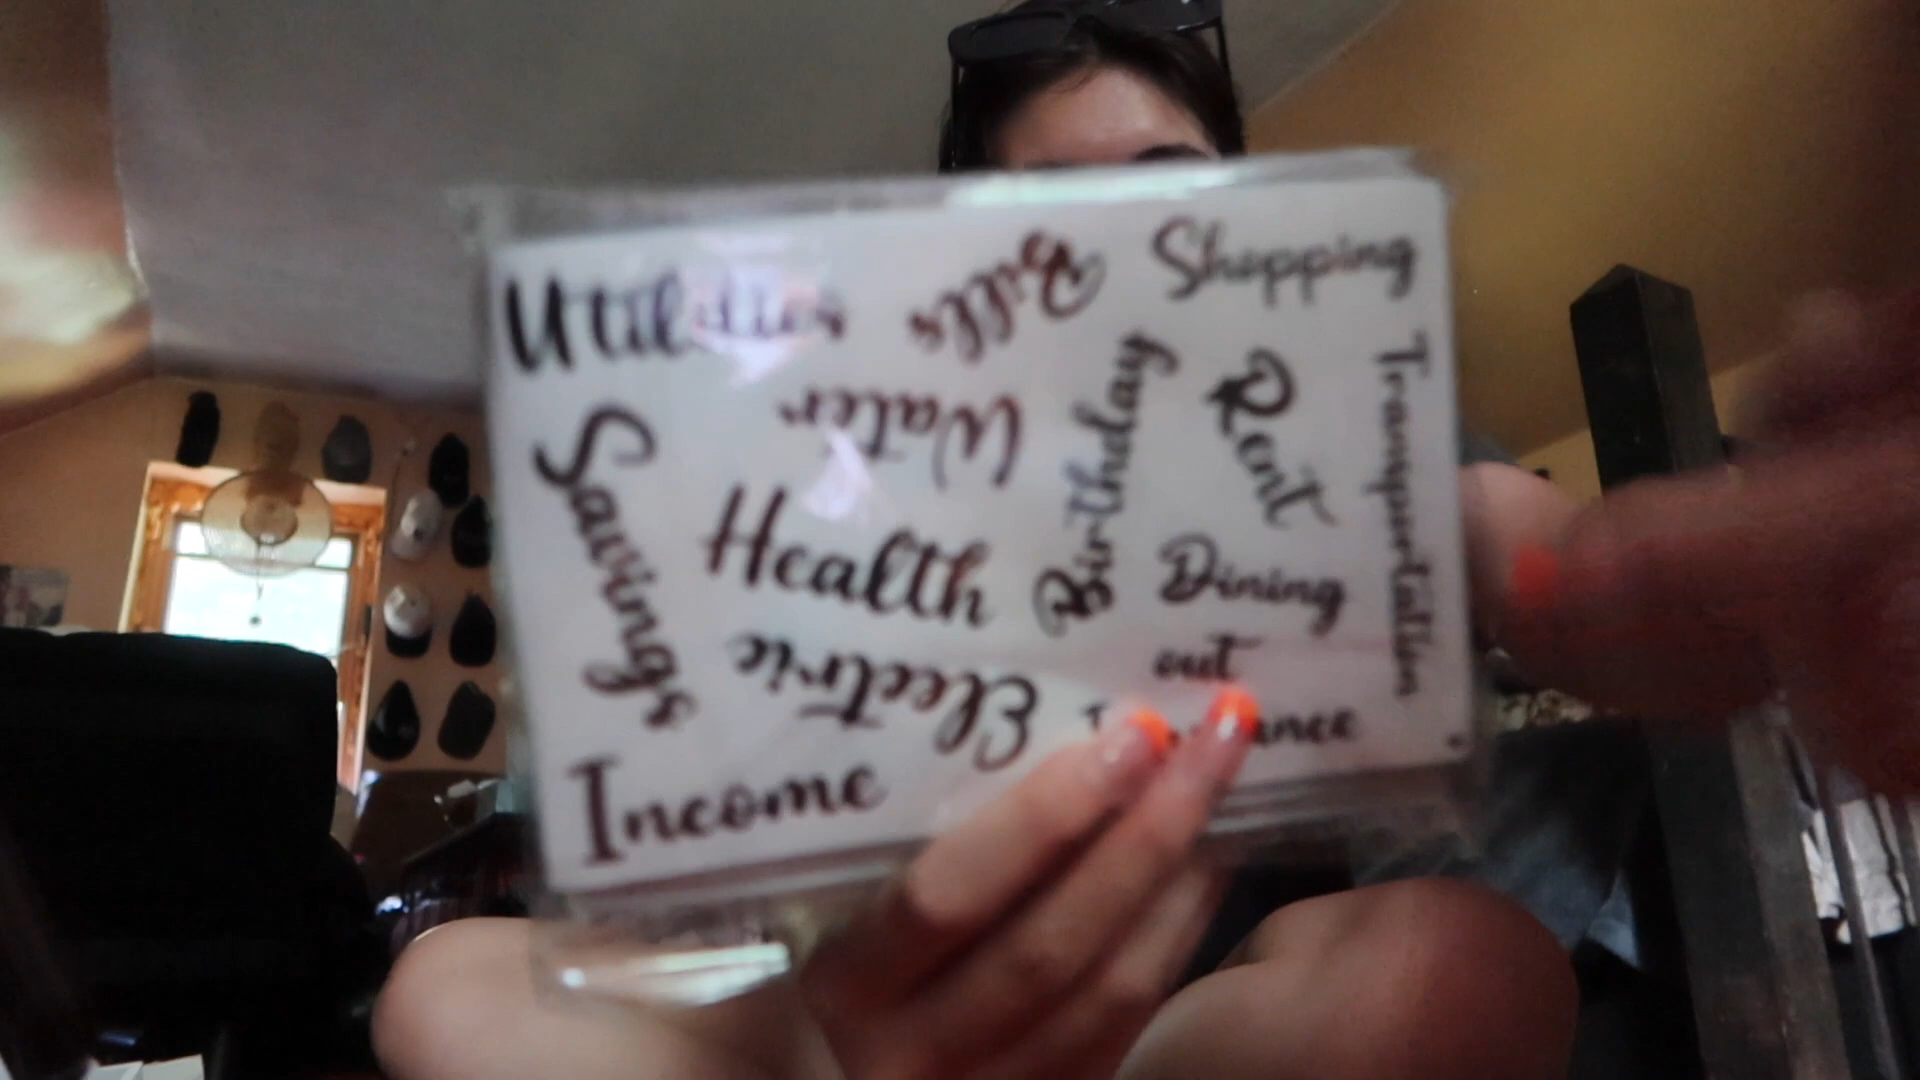 Utilities
Bills
Shopping
Water
Birthday
Rent
Transportation
Savings
Health
Dining
out
Electric
Income